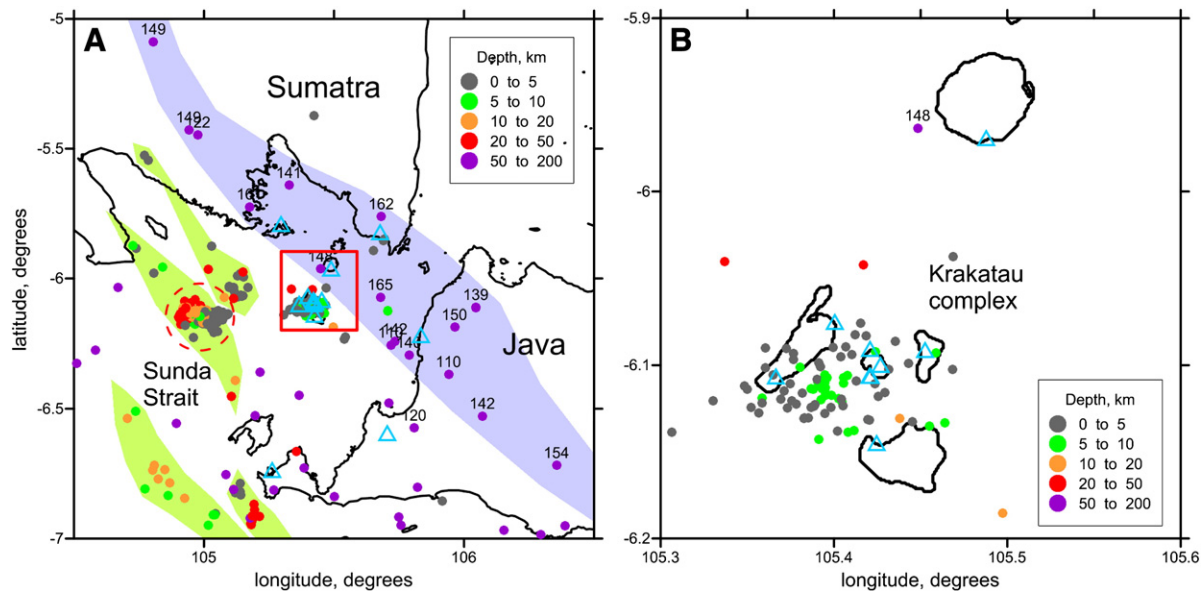 A
Sumatra
Java
Sunda
Strait
Depth, km
0 to 5
5 to 10
10 to 20
20 to 50
50 to 200
149
149
22
141
162
148
165
139
150
142
110
142
120
154
-5
-5.5
-6
-6.5
-7
105
106
latitude, degrees
longitude, degrees
B
148
Krakatau
complex
Depth, km
0 to 5
5 to 10
10 to 20
20 to 50
50 to 200
-5.9
-6
-6.1
-6.2
105.3
105.4
105.5
105.6
longitude, degrees